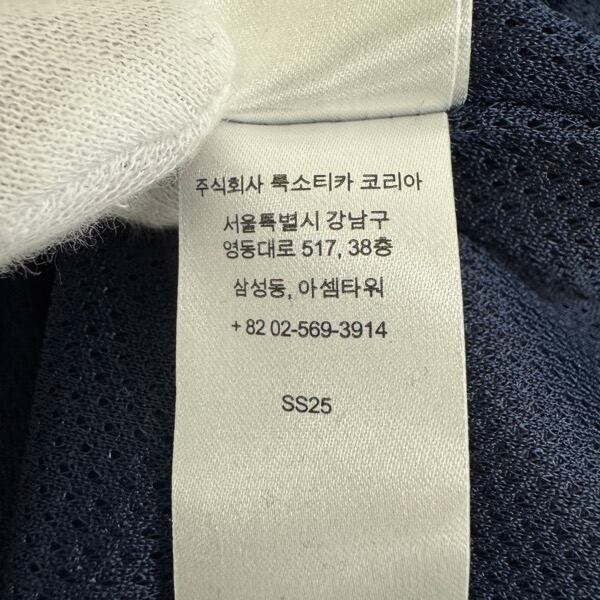 주식회사 룩소티카 코리아
서울특별시 강남구
영동대로 517, 38층
삼성동, 아셈타워
+ 82 02-569-3914
SS25